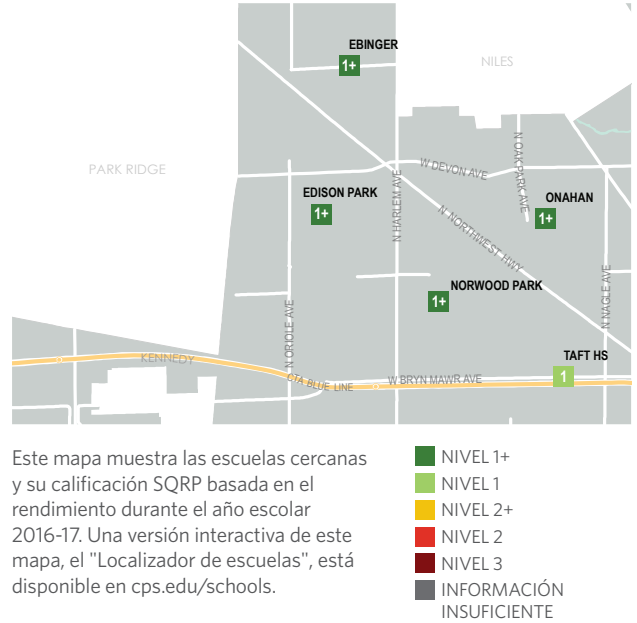 EBINGER
1+
NILES
PARK RIDGE
W DEVON AVE
N OAK PARK AVE
EDISON PARK
1+
N HARLEM AVE
ONAHAN
1+
N NORTHWEST HWY
NORWOOD PARK
1+
N ORIOLE AVE
N NAGLE AVE
KENNEDY
CTA BLUE LINE
W BRYN MAWR AVE
TAFT HS
1
Este mapa muestra las escuelas cercanas
y su calificación SQRP basada en el
rendimiento durante el año escolar
2016-17. Una versión interactiva de este
mapa, el "Localizador de escuelas", está
disponible en cps.edu/schools.
NIVEL 1+
NIVEL 1
NIVEL 2+
NIVEL 2
NIVEL 3
INFORMACIÓN
INSUFICIENTE